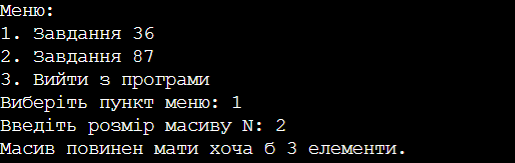 Меню:
1. Завдання 36
2. Завдання 87
3. Вийти з програми
Виберіть пункт меню: 1
Введіть розмір масиву N: 2
Масив повинен мати хоча б 3 елементи.